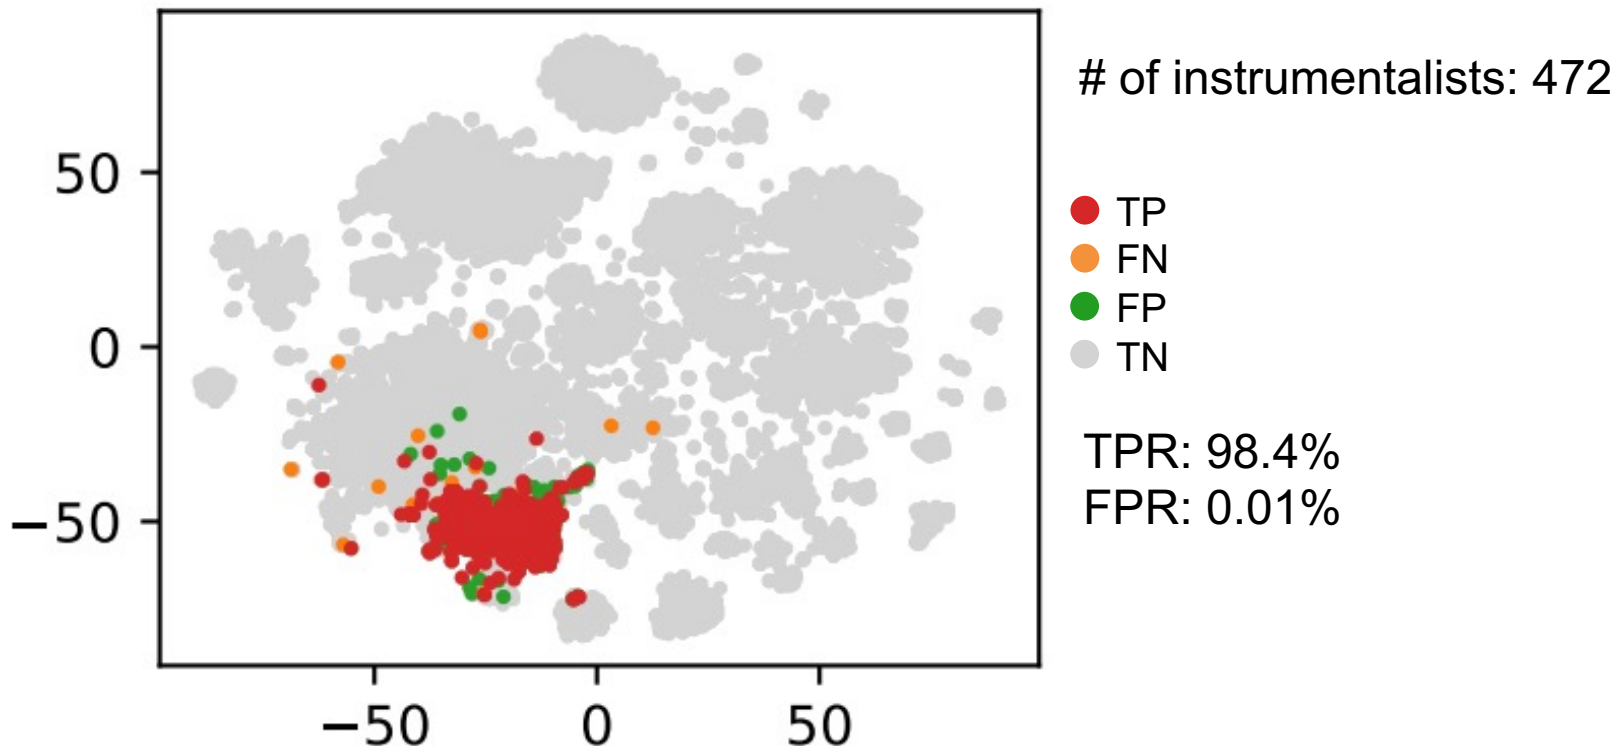 # of instrumentalists: 472
50
0
−50
−50
0
50
TP
FN
FP
TN
TPR: 98.4%
FPR: 0.01%